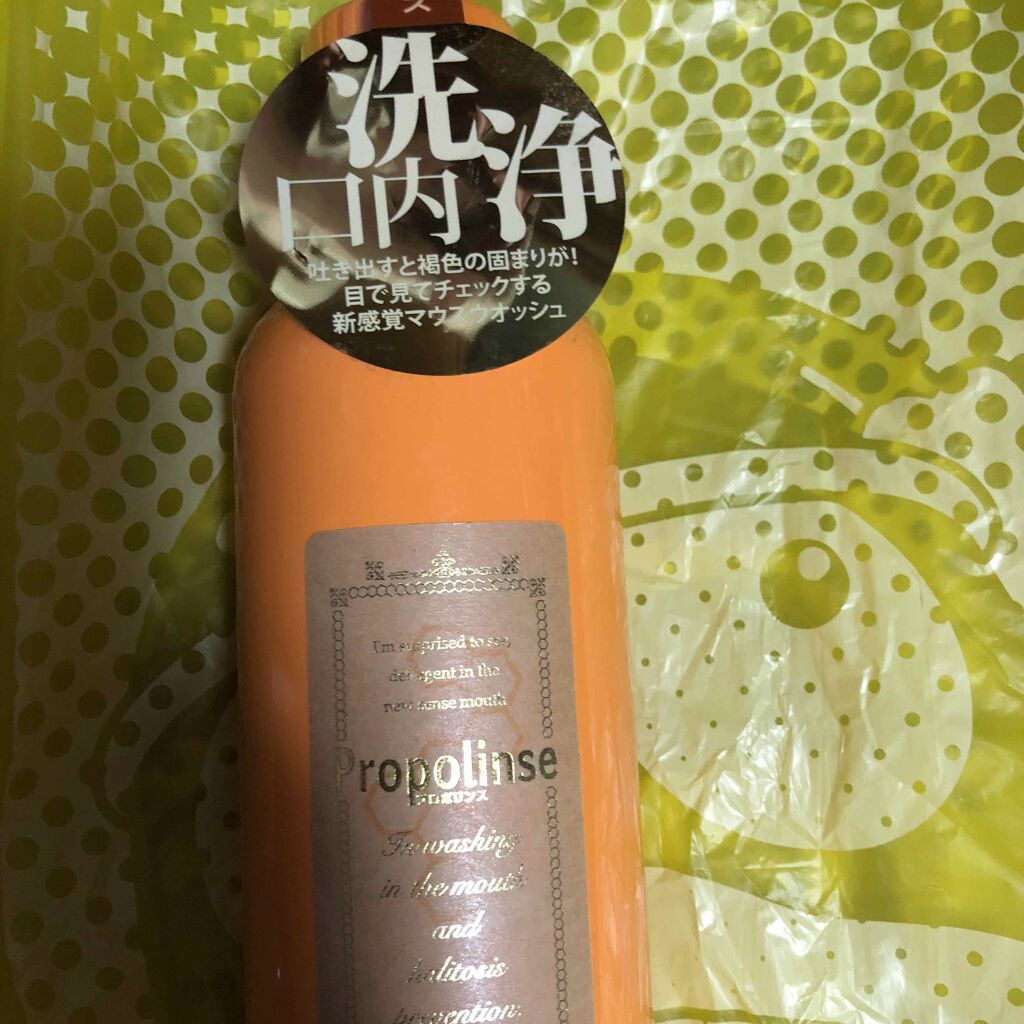 ス
洗浄
口内
吐き出すと褐色の固まりが!
目で見てチェックする
新感覚マウスウオッシュ
I'm surprised to see
detergent in the
new sense mouth
Propolinse
プロポリンス
In washing
in the mouth
and
halitosis
prevention.